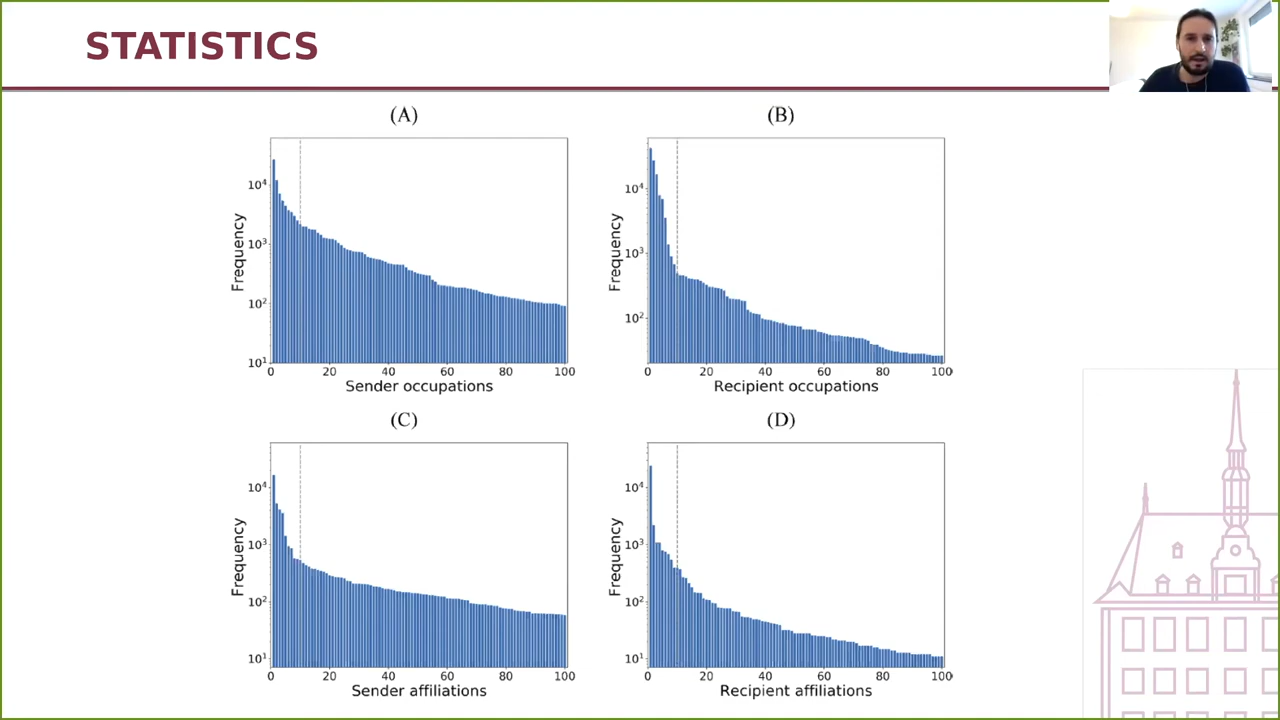 STATISTICS
(A)
10⁴
10³
10²
10¹
Frequency
0 20 40 60 80 100
Sender occupations
(B)
10⁴
10³
10²
Frequency
0 20 40 60 80 100
Recipient occupations
(C)
10⁴
10³
10²
10¹
Frequency
0 20 40 60 80 100
Sender affiliations
(D)
10⁴
10³
10²
10¹
Frequency
0 20 40 60 80 100
Recipient affiliations